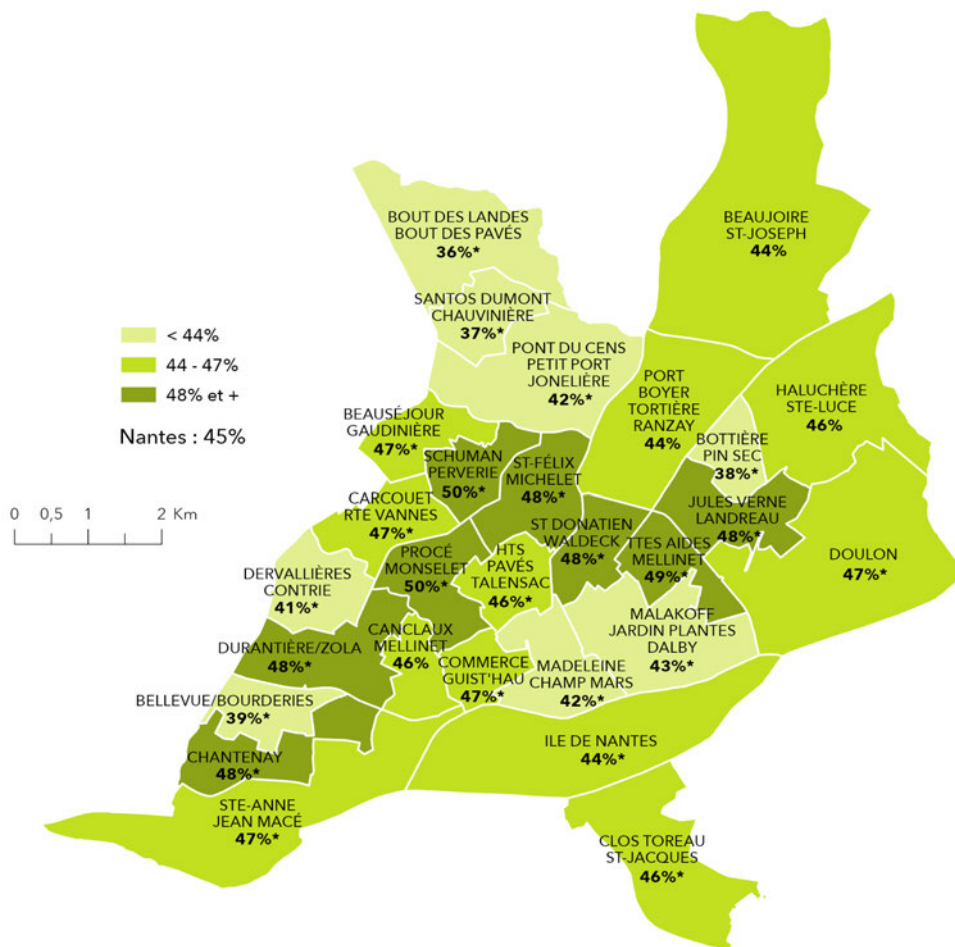 BEAUJOIRE
ST-JOSEPH
44%
BOUT DES LANDES
BOUT DES PAVÉS
36%*
SANTOS DUMONT
CHAUVINIÈRE
37%*
< 44%
44 - 47%
48% et +
Nantes : 45%
PONT DU CENS
PETIT PORT
JONELIÈRE
42%*
PORT
BOYER
TORTIÈRE
RANZAY
44%
HALUCHÈRE
STE-LUCE
46%
BEAUSÉJOUR
GAUDINIÈRE
47%*
BOTTIÈRE
PIN SEC
38%*
SCHUMAN
PERVERIE
50%*
ST-FÉLIX
MICHELET
48%*
JULES VERNE
LANDREAU
48%*
CARCOUET
RTE VANNES
47%*
0 0,5 1 2 Km
ST DONATIEN
WALDECK
48%*
TTES AIDES
MELLINET
49%*
DOULON
47%*
PROCÉ
MONSELET
50%*
HTS
PAVÉS
TALENSAC
46%*
DERVALLIÈRES
CONTRIE
41%*
MALAKOFF
JARDIN PLANTES
DALBY
43%*
DURANTIÈRE/ZOLA
48%*
CANCLAUX
MELLINET
46%
COMMERCE
GUIST'HAU
47%*
MADELEINE
CHAMP MARS
42%*
BELLEVUE/BOURDERIES
39%*
ILE DE NANTES
44%*
CHANTENAY
48%*
STE-ANNE
JEAN MACÉ
47%*
CLOS TOREAU
ST-JACQUES
46%*